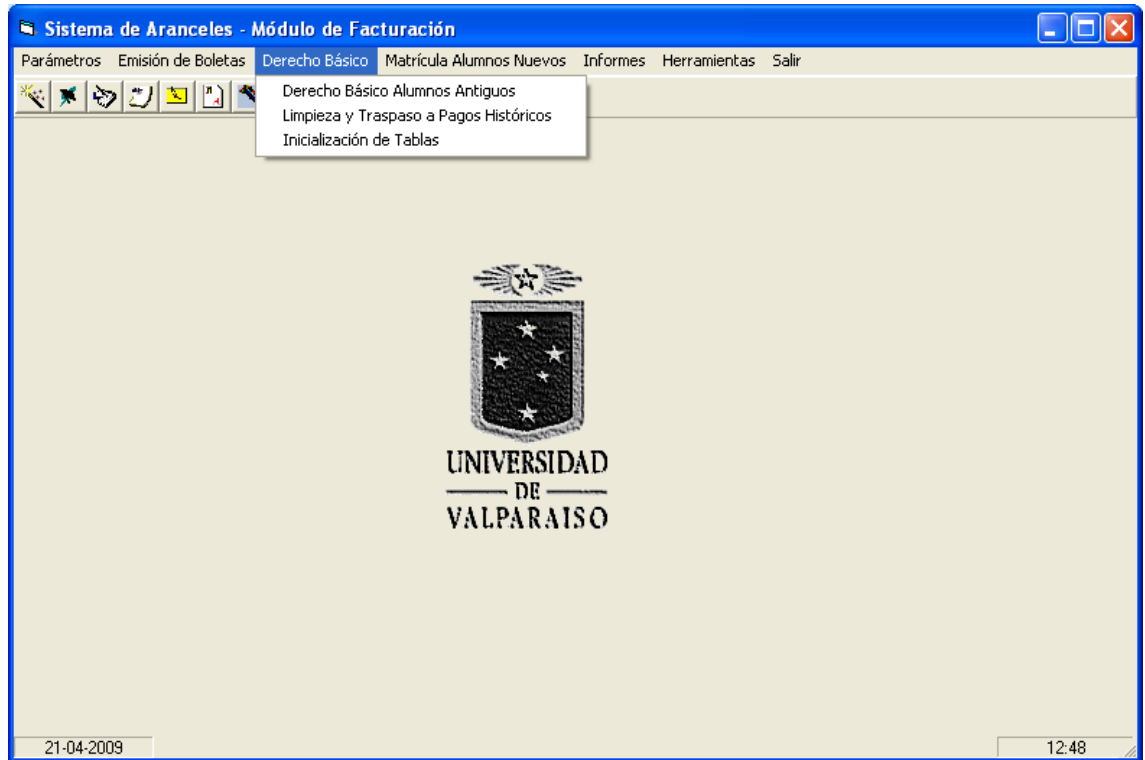 Sistema de Aranceles - Módulo de Facturación
Parámetros Emisión de Boletas Derecho Básico Matrícula Alumnos Nuevos Informes Herramientas Salir
Derecho Básico Alumnos Antiguos
Limpieza y Traspaso a Pagos Históricos
Inicialización de Tablas
UNIVERSIDAD
DE
VALPARAISO
21-04-2009
12:48